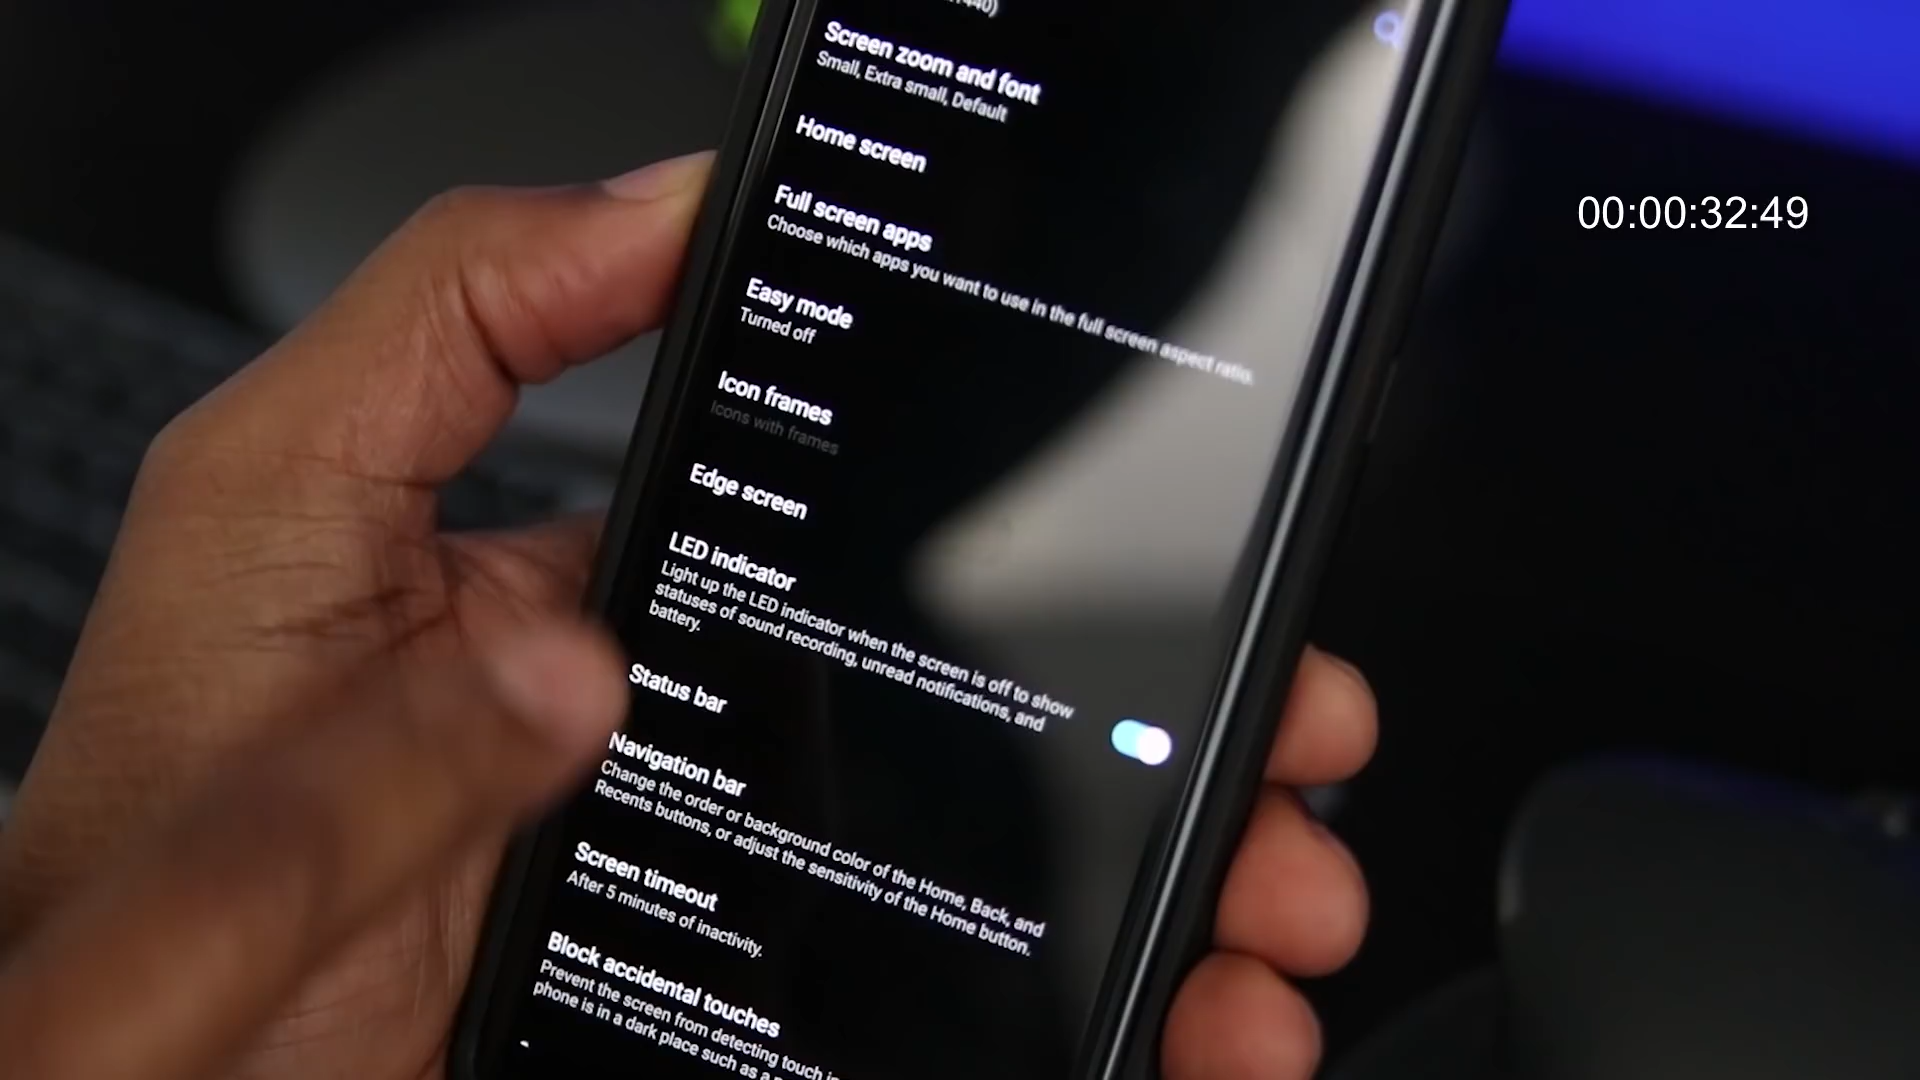 Screen zoom and font
Small, Extra small, Default
Home screen
Full screen apps
Choose which apps you want to use in the full screen aspect ratio.
Easy mode
Turned off
Icon frames
Icons with frames
Edge screen
LED indicator
Light up the LED indicator when the screen is off to show
statuses of sound recording, unread notifications, and
battery.
Status bar
Navigation bar
Change the order or background color of the Home, Back, and
Recents buttons, or adjust the sensitivity of the Home button.
Screen timeout
After 5 minutes of inactivity.
Block accidental touches
Prevent the screen from detecting touch
phone is in a dark place such as a
00:00:32:49